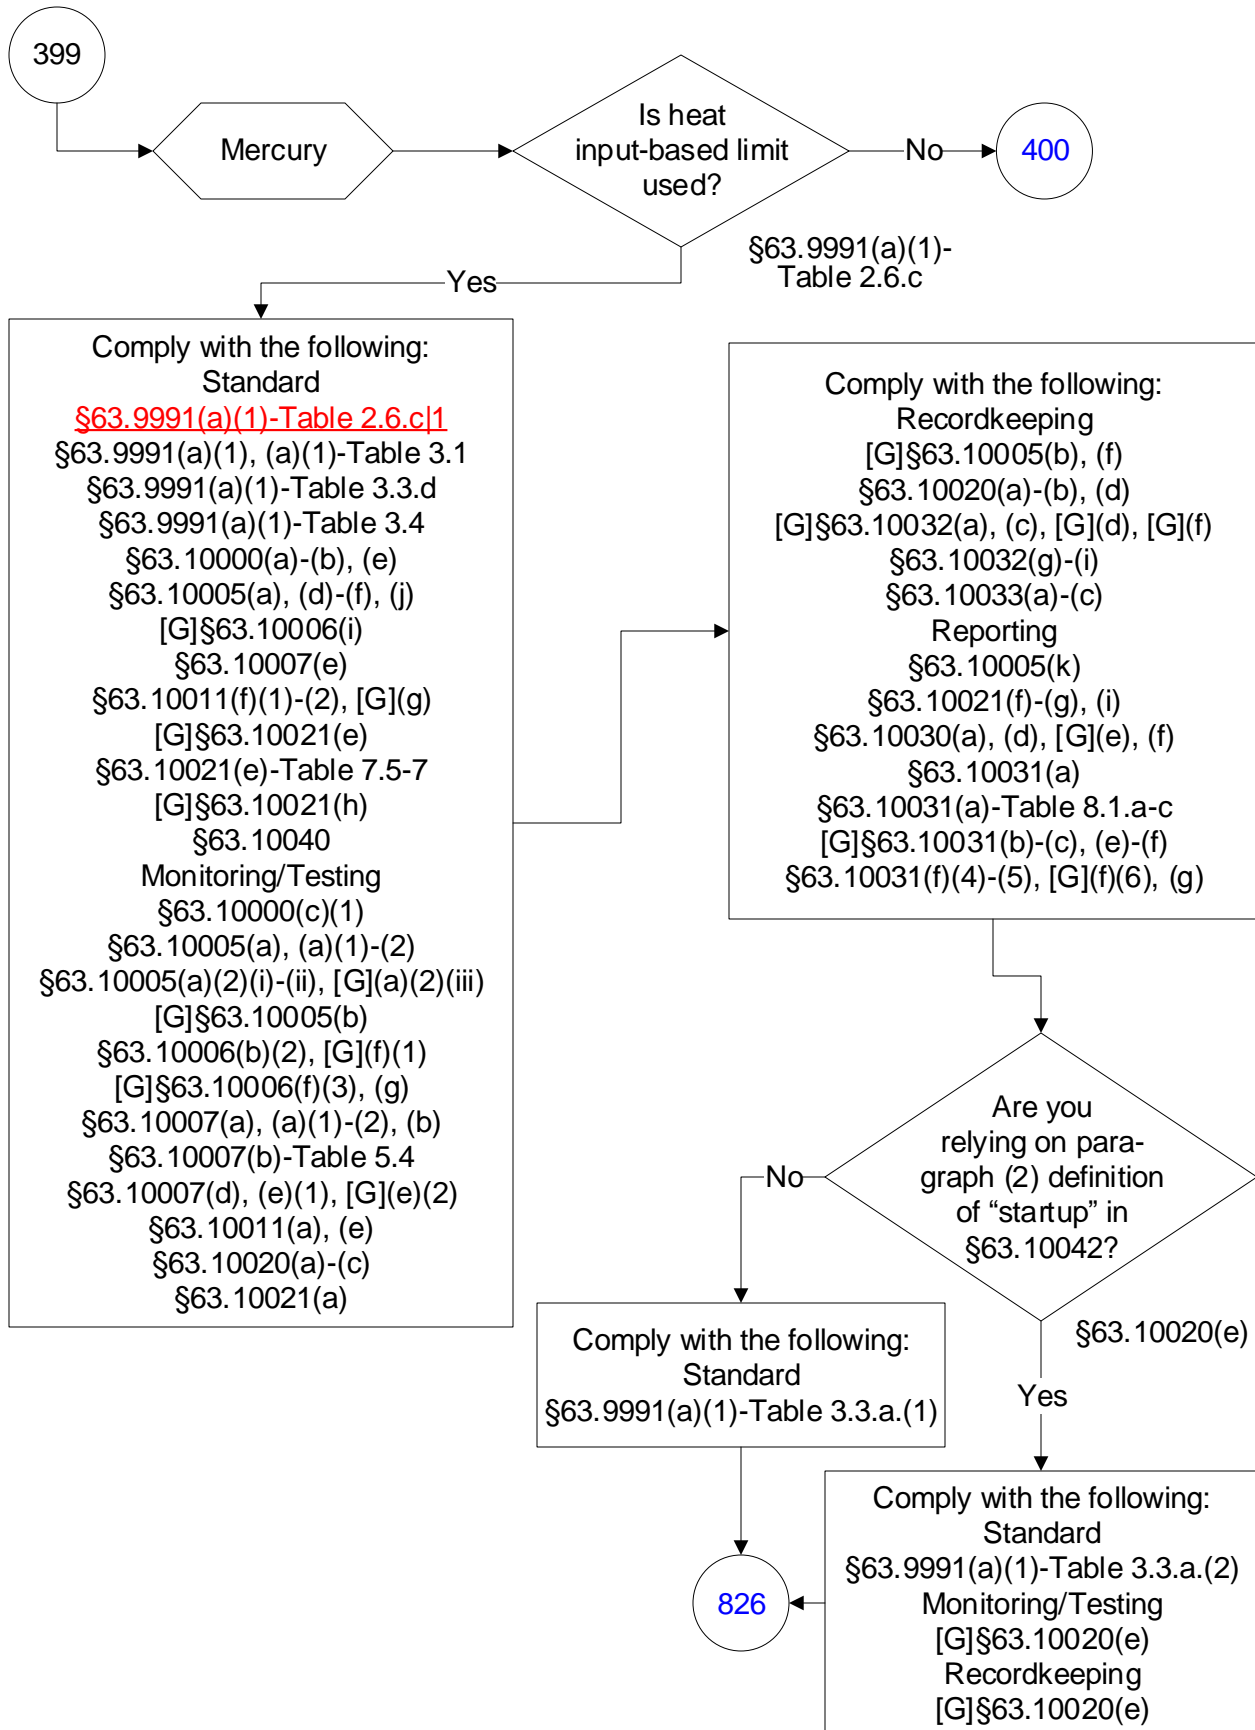 399
Mercury
Is heat
input-based limit
used?
No
400
§63.9991(a)(1)-
Table 2.6.c
Yes
Comply with the following:
Standard
§63.9991(a)(1)-Table 2.6.c|1
§63.9991(a)(1), (a)(1)-Table 3.1
§63.9991(a)(1)-Table 3.3.d
§63.9991(a)(1)-Table 3.4
§63.10000(a)-(b), (e)
§63.10005(a), (d)-(f), (j)
[G]§63.10006(i)
§63.10007(e)
§63.10011(f)(1)-(2), [G](g)
[G]§63.10021(e)
§63.10021(e)-Table 7.5-7
[G]§63.10021(h)
§63.10040
Monitoring/Testing
§63.10000(c)(1)
§63.10005(a), (a)(1)-(2)
§63.10005(a)(2)(i)-(ii), [G](a)(2)(iii)
[G]§63.10005(b)
§63.10006(b)(2), [G](f)(1)
[G]§63.10006(f)(3), (g)
§63.10007(a), (a)(1)-(2), (b)
§63.10007(b)-Table 5.4
§63.10007(d), (e)(1), [G](e)(2)
§63.10011(a), (e)
§63.10020(a)-(c)
§63.10021(a)
Comply with the following:
Recordkeeping
[G]§63.10005(b), (f)
§63.10020(a)-(b), (d)
[G]§63.10032(a), (c), [G](d), [G](f)
§63.10032(g)-(i)
§63.10033(a)-(c)
Reporting
§63.10005(k)
§63.10021(f)-(g), (i)
§63.10030(a), (d), [G](e), (f)
§63.10031(a)
§63.10031(a)-Table 8.1.a-c
[G]§63.10031(b)-(c), (e)-(f)
§63.10031(f)(4)-(5), [G](f)(6), (g)
Are you
relying on para-
graph (2) definition
of “startup” in
§63.10042?
No
§63.10020(e)
Yes
Comply with the following:
Standard
§63.9991(a)(1)-Table 3.3.a.(1)
826
Comply with the following:
Standard
§63.9991(a)(1)-Table 3.3.a.(2)
Monitoring/Testing
[G]§63.10020(e)
Recordkeeping
[G]§63.10020(e)